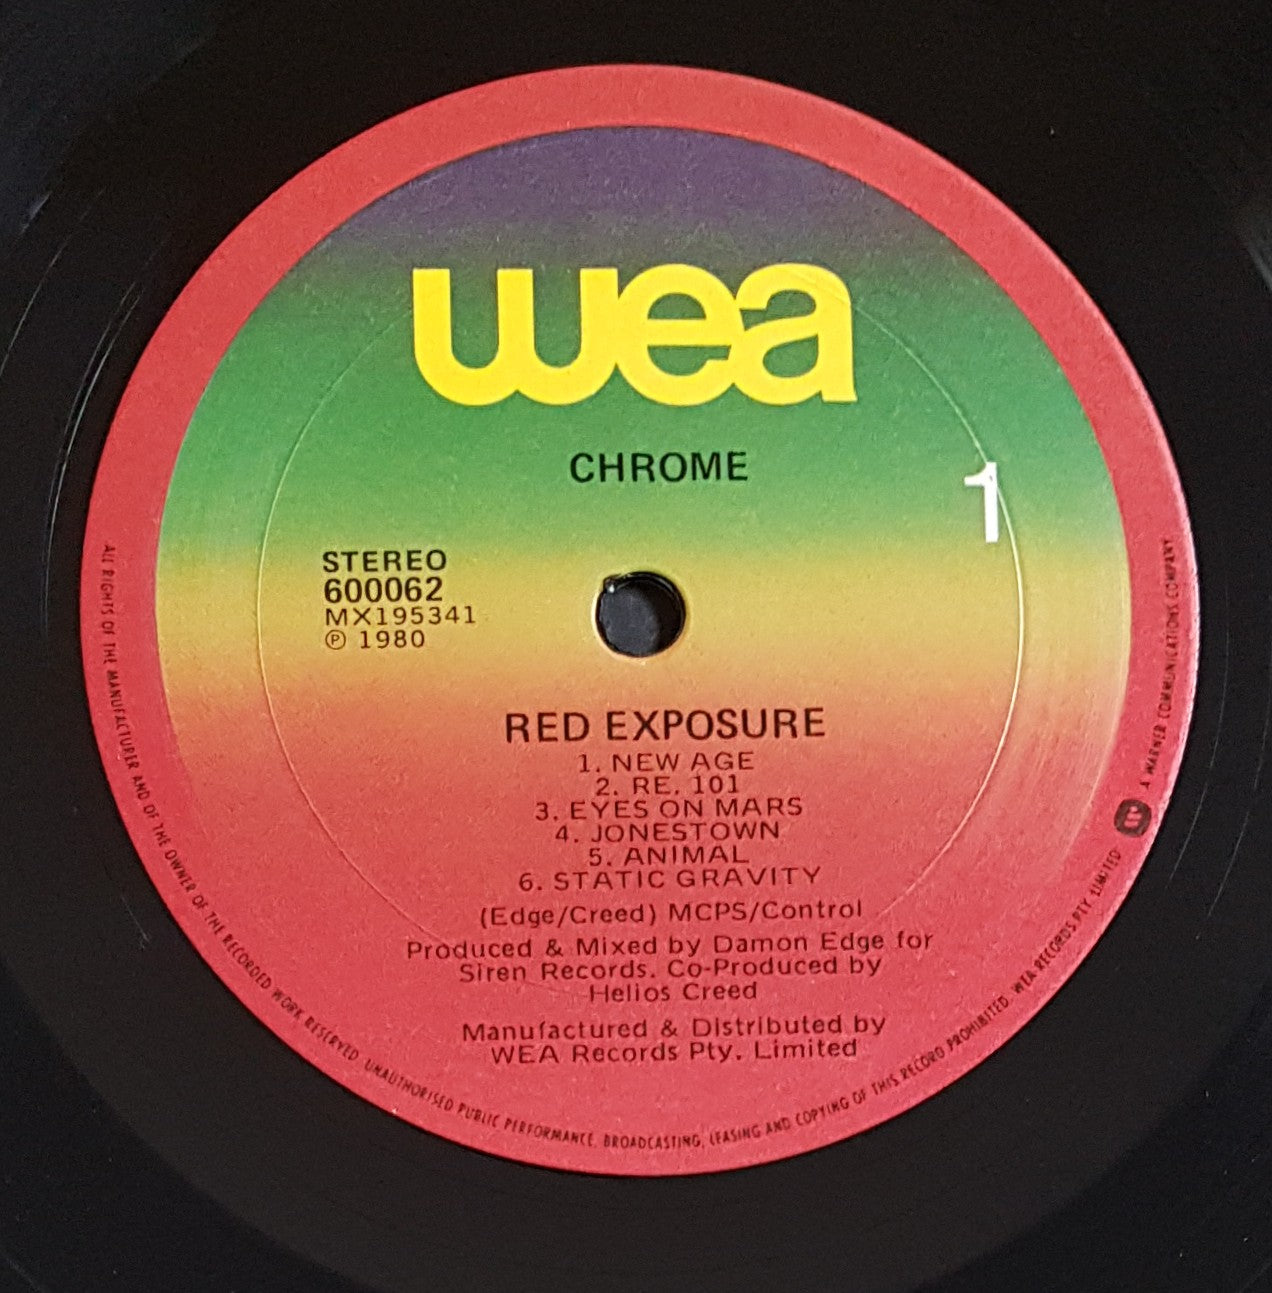 wea
CHROME
1
STEREO
600062
MX195341
℗ 1980
RED EXPOSURE
1. NEW AGE
2. RE. 101
3. EYES ON MARS
4. JONESTOWN
5. ANIMAL
6. STATIC GRAVITY
(Edge/Creed) MCPS/Control
Produced & Mixed by Damon Edge for
Siren Records. Co-Produced by
Helios Creed
Manufactured & Distributed by
WEA Records Pty. Limited
ALL RIGHTS OF THE MANUFACTURER AND OF THE OWNER OF THE RECORDED WORK RESERVED. UNAUTHORISED PUBLIC PERFORMANCE, BROADCASTING, LEASING AND COPYING OF THIS RECORD PROHIBITED. WEA RECORDS PTY. LIMITED
A WARNER COMMUNICATIONS COMPANY